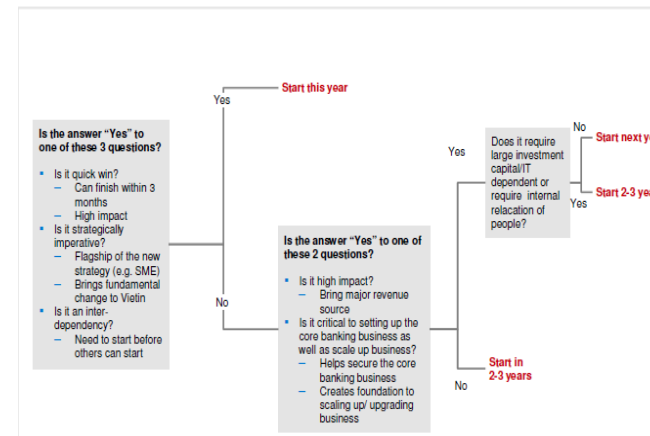 Is the answer “Yes” to
one of these 3 questions?
Is it quick win?
– Can finish within 3
months
– High impact
Is it strategically
imperative?
– Flagship of the new
strategy (e.g. SME)
– Brings fundamental
change to Vietin
Is it an inter-
dependency?
– Need to start before
others can start
Yes
Start this year
No
Is the answer “Yes” to one of
these 2 questions?
Is it high impact?
– Bring major revenue
source
Is it critical to setting up the
core banking business as
well as scale up business?
– Helps secure the core
banking business
– Creates foundation to
scaling up/ upgrading
business
Yes
Does it require
large investment
capital/IT
dependent or
require internal
relacation of
people?
No
Start next
Yes
Start 2-3
No
Start in
2-3 years